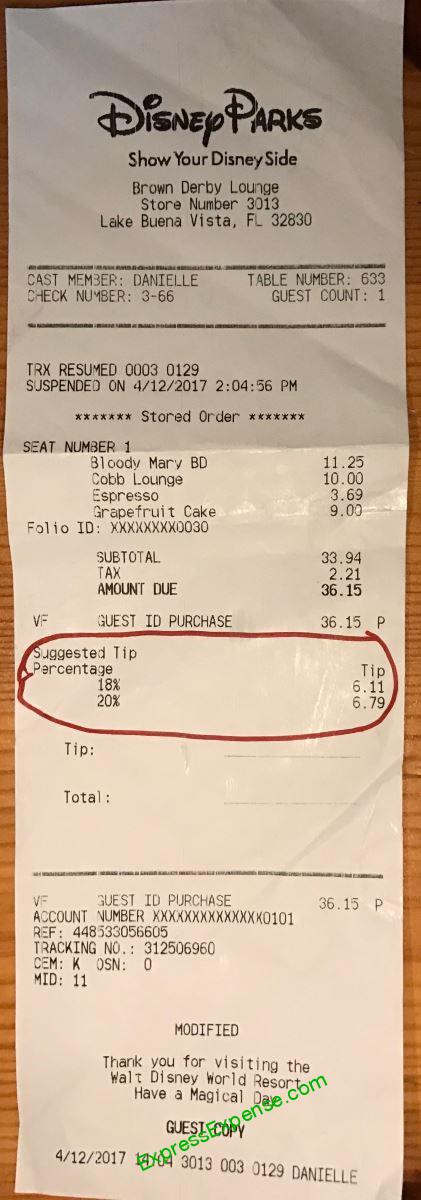 Disney Parks
Show Your Disney Side
Brown Derby Lounge
Store Number 3013
Lake Buena Vista, FL 32830
CAST MEMBER: DANIELLE TABLE NUMBER: 633
CHECK NUMBER: 3-66 GUEST COUNT: 1
TRX RESUMED 0003 0129
SUSPENDED ON 4/12/2017 2:04:56 PM
******* Stored Order *******
SEAT NUMBER 1
Bloody Mary BD 11.25
Cobb Lounge 10.00
Espresso 3.69
Grapefruit Cake 9.00
Folio ID: XXXXXXXX0030
SUBTOTAL 33.94
TAX 2.21
AMOUNT DUE 36.15
VF GUEST ID PURCHASE 36.15 P
Suggested Tip
Percentage Tip
18% 6.11
20% 6.79
Tip:
Total:
VF GUEST ID PURCHASE 36.15 P
ACCOUNT NUMBER XXXXXXXXXXXXXX0101
REF: 448533056605
TRACKING NO.: 312506960
CEM: K OSN: 0
MID: 11
MODIFIED
Thank you for visiting the
Walt Disney World Resort
Have a Magical Day
GUEST COPY
4/12/2017 14:04 3013 003 0129 DANIELLE
ExpressExpense.com